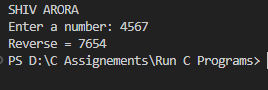 SHIV ARORA
Enter a number: 4567
Reverse = 7654
PS D:\C Assignements\Run C Programs>